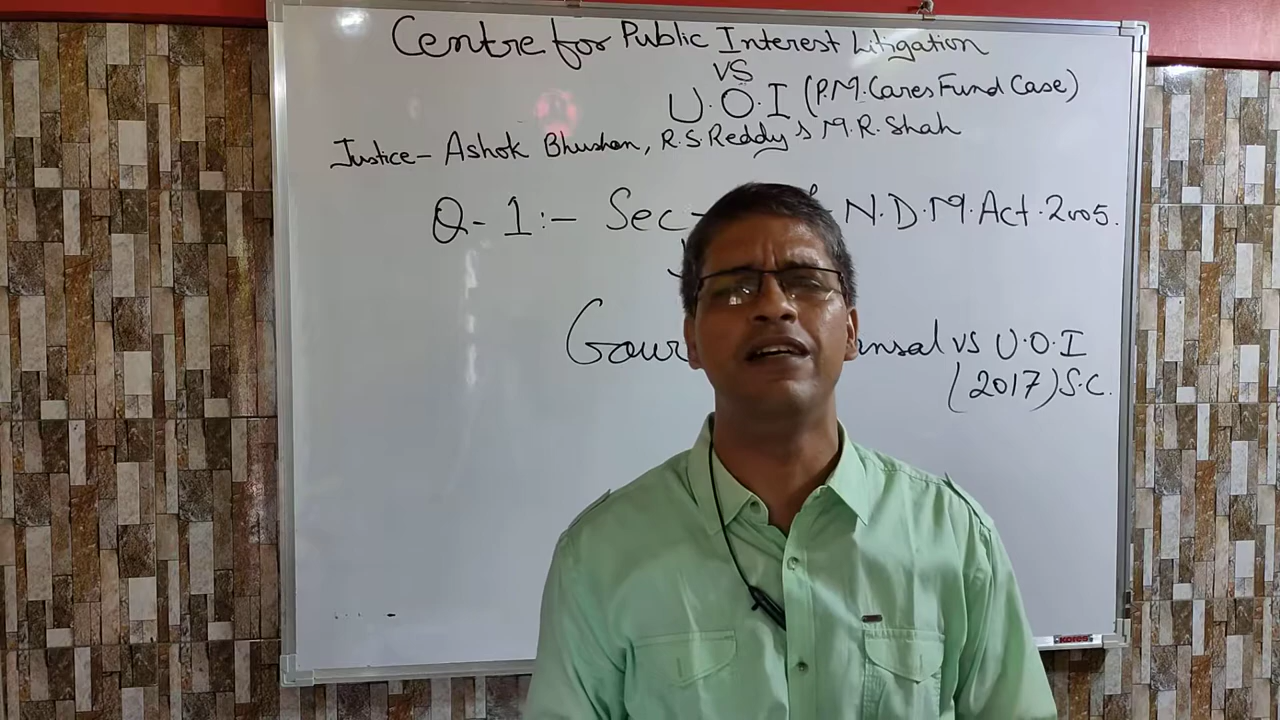 Centre for Public Interest Litigation
VS
U.O.I (P.M.Cares Fund Case)
Justice- Ashok Bhushan, R.S.Reddy & M.R.Shah
Q-1:- Sec- N.D.M.Act.2005.
Gour ansal vs U.O.I
(2017) S.C.
KORES